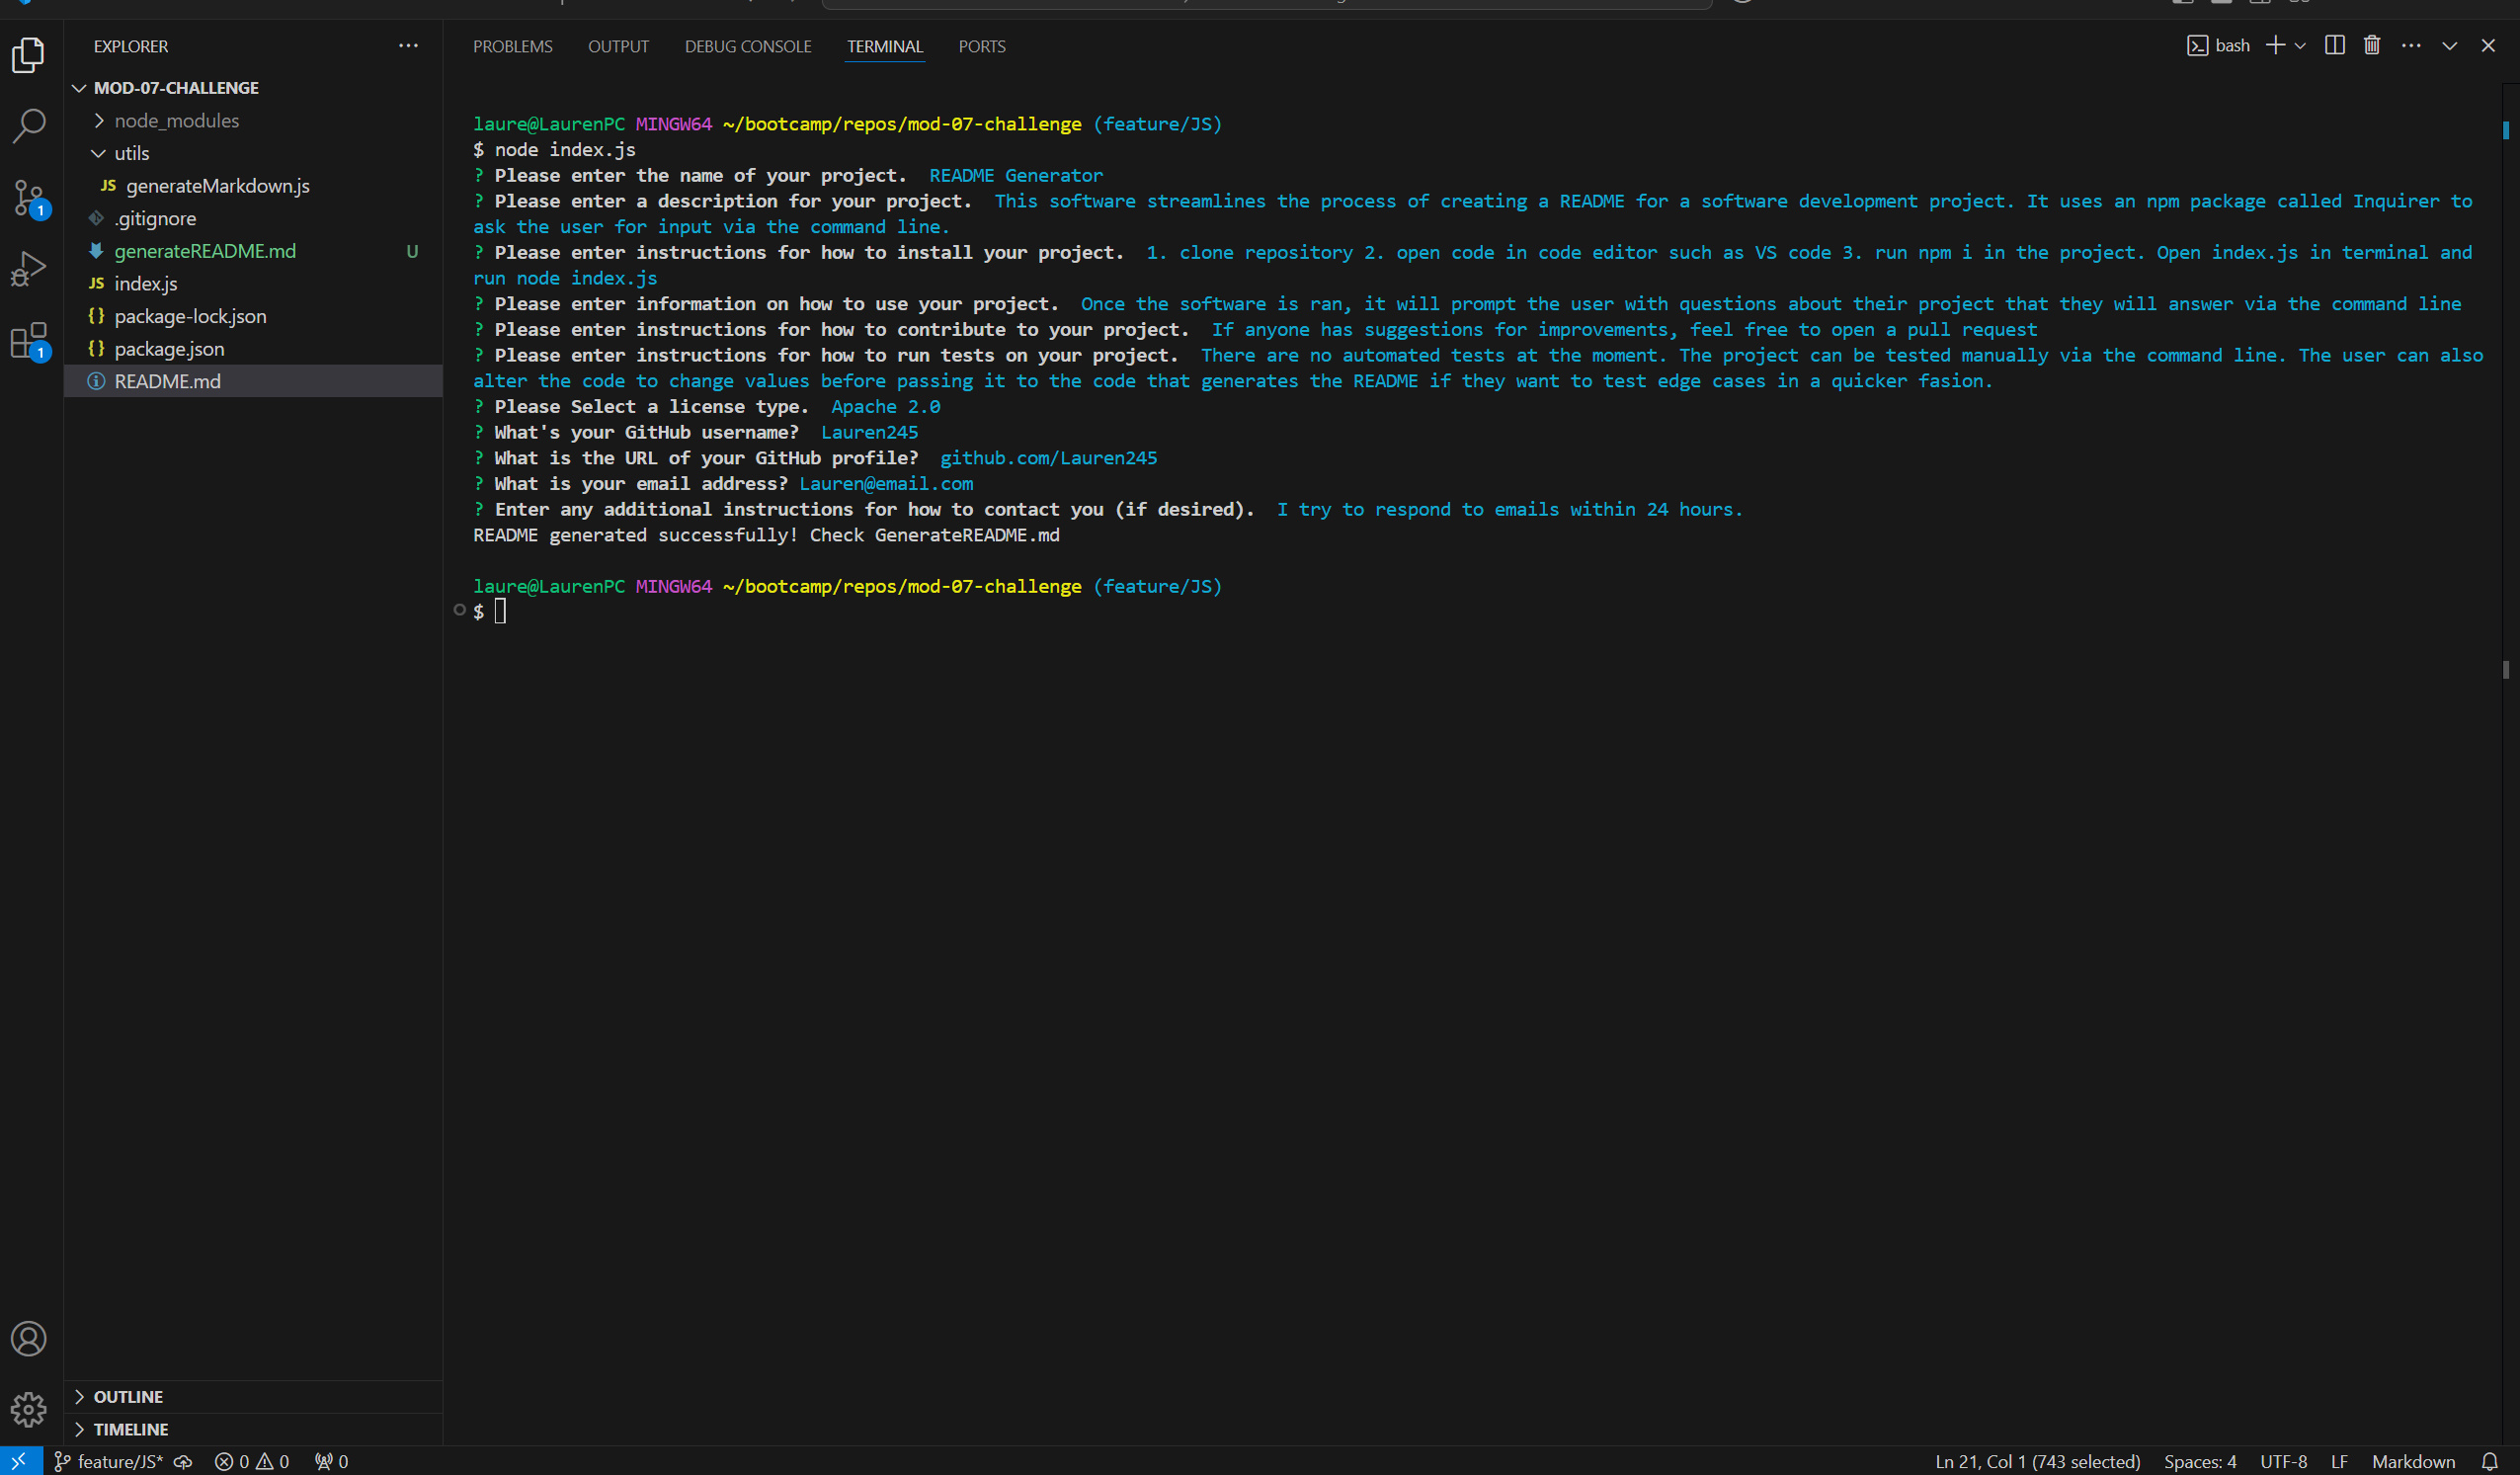 EXPLORER
MOD-07-CHALLENGE
node_modules
utils
JS generateMarkdown.js
.gitignore
generateREADME.md U
JS index.js
{} package-lock.json
{} package.json
README.md
OUTLINE
TIMELINE
1
1
PROBLEMS OUTPUT DEBUG CONSOLE TERMINAL PORTS
bash
laure@LaurenPC MINGW64 ~/bootcamp/repos/mod-07-challenge (feature/JS)
$ node index.js
? Please enter the name of your project. README Generator
? Please enter a description for your project. This software streamlines the process of creating a README for a software development project. It uses an npm package called Inquirer to
ask the user for input via the command line.
? Please enter instructions for how to install your project. 1. clone repository 2. open code in code editor such as VS code 3. run npm i in the project. Open index.js in terminal and
run node index.js
? Please enter information on how to use your project. Once the software is ran, it will prompt the user with questions about their project that they will answer via the command line
? Please enter instructions for how to contribute to your project. If anyone has suggestions for improvements, feel free to open a pull request
? Please enter instructions for how to run tests on your project. There are no automated tests at the moment. The project can be tested manually via the command line. The user can also
alter the code to change values before passing it to the code that generates the README if they want to test edge cases in a quicker fasion.
? Please Select a license type. Apache 2.0
? What's your GitHub username? Lauren245
? What is the URL of your GitHub profile? github.com/Lauren245
? What is your email address? Lauren@email.com
? Enter any additional instructions for how to contact you (if desired). I try to respond to emails within 24 hours.
README generated successfully! Check GenerateREADME.md
laure@LaurenPC MINGW64 ~/bootcamp/repos/mod-07-challenge (feature/JS)
$
feature/JS* 0 0 0 Ln 21, Col 1 (743 selected) Spaces: 4 UTF-8 LF Markdown